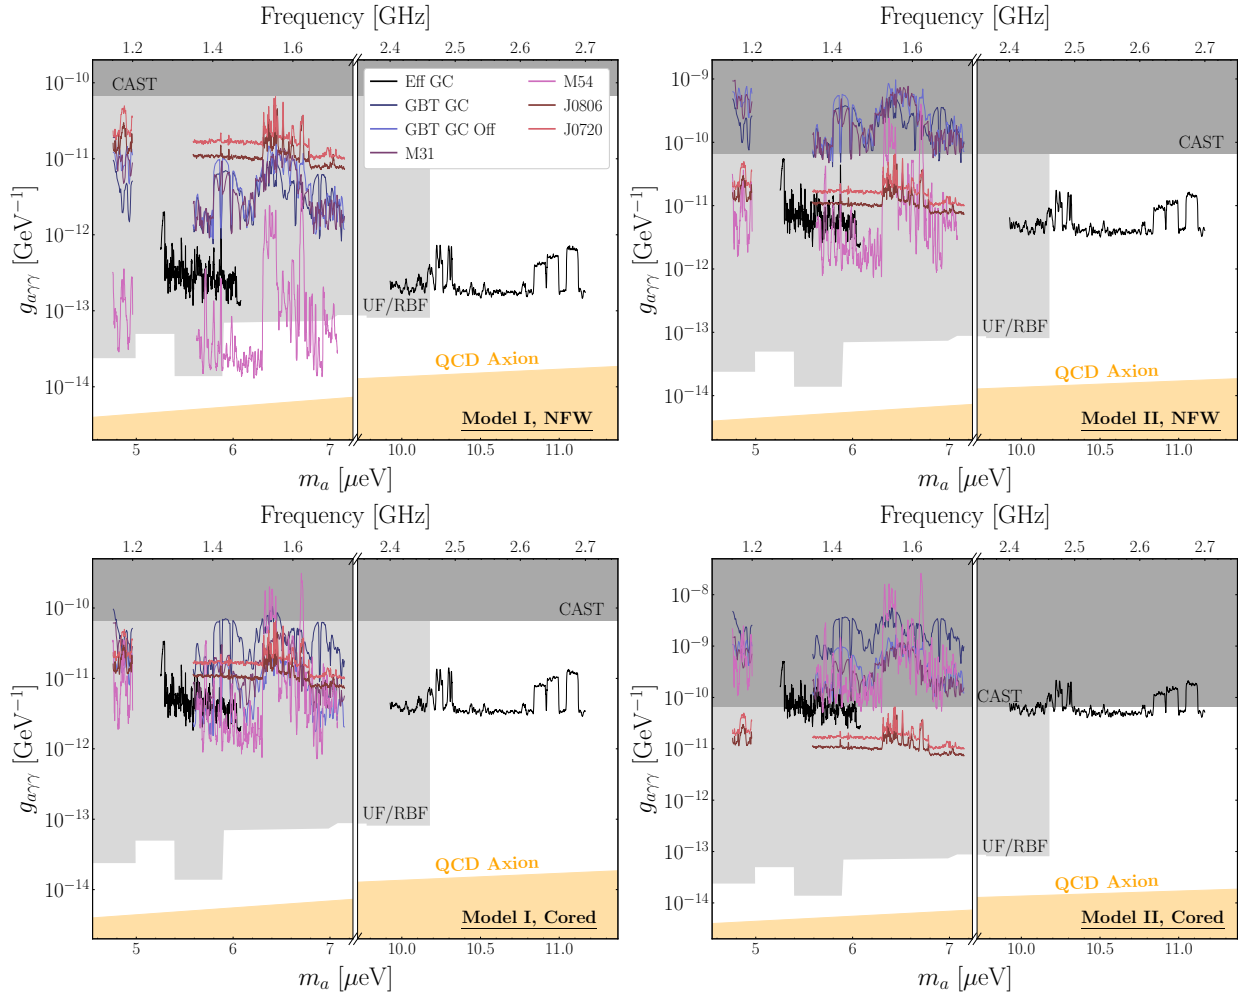 Frequency [GHz]
1.2 1.4 1.6 2.4 2.5 2.6 2.7
10⁻¹⁰
10⁻¹¹
10⁻¹²
10⁻¹³
10⁻¹⁴
g_{aγγ} [GeV⁻¹]
CAST
Eff GC
GBT GC
GBT GC Off
M31
M54
J0806
J0720
UF/RBF
QCD Axion
Model I, NFW
5 6 7 10.0 10.5 11.0
m_a [μeV]
Frequency [GHz]
1.2 1.4 1.6 2.4 2.5 2.6 2.7
10⁻⁹
10⁻¹⁰
10⁻¹¹
10⁻¹²
10⁻¹³
10⁻¹⁴
g_{aγγ} [GeV⁻¹]
CAST
UF/RBF
QCD Axion
Model II, NFW
5 6 7 10.0 10.5 11.0
m_a [μeV]
Frequency [GHz]
1.2 1.4 1.6 2.4 2.5 2.6 2.7
10⁻¹⁰
10⁻¹¹
10⁻¹²
10⁻¹³
10⁻¹⁴
g_{aγγ} [GeV⁻¹]
CAST
UF/RBF
QCD Axion
Model I, Cored
5 6 7 10.0 10.5 11.0
m_a [μeV]
Frequency [GHz]
1.2 1.4 1.6 2.4 2.5 2.6 2.7
10⁻⁸
10⁻⁹
10⁻¹⁰
10⁻¹¹
10⁻¹²
10⁻¹³
10⁻¹⁴
g_{aγγ} [GeV⁻¹]
CAST
UF/RBF
QCD Axion
Model II, Cored
5 6 7 10.0 10.5 11.0
m_a [μeV]